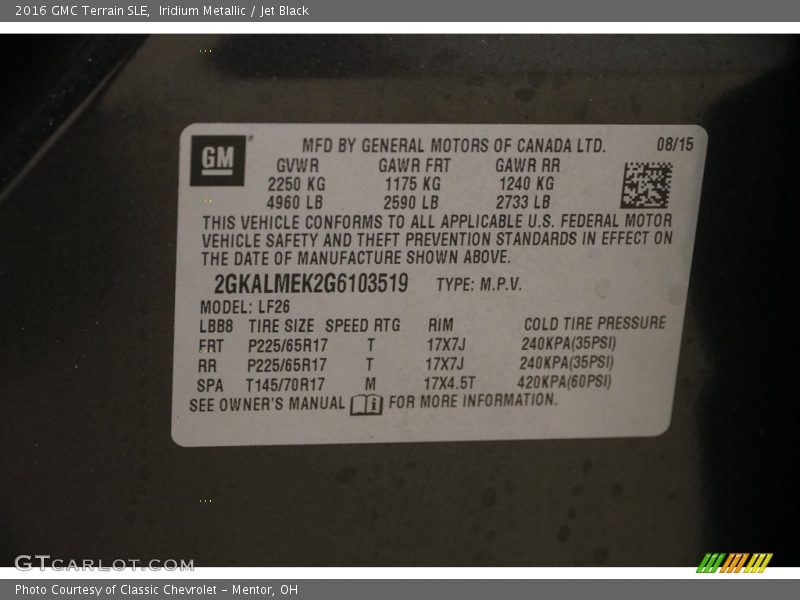 2016 GMC Terrain SLE, Iridium Metallic / Jet Black
GM
MFD BY GENERAL MOTORS OF CANADA LTD. 08/15
GVWR GAWR FRT GAWR RR
2250 KG 1175 KG 1240 KG
4960 LB 2590 LB 2733 LB
THIS VEHICLE CONFORMS TO ALL APPLICABLE U.S. FEDERAL MOTOR
VEHICLE SAFETY AND THEFT PREVENTION STANDARDS IN EFFECT ON
THE DATE OF MANUFACTURE SHOWN ABOVE.
2GKALMEK2G6103519 TYPE: M.P.V.
MODEL: LF26
LBB8 TIRE SIZE SPEED RTG RIM COLD TIRE PRESSURE
FRT P225/65R17 T 17X7J 240KPA(35PSI)
RR P225/65R17 T 17X7J 240KPA(35PSI)
SPA T145/70R17 M 17X4.5T 420KPA(60PSI)
SEE OWNER'S MANUAL FOR MORE INFORMATION.
GTCARLOT.COM
Photo Courtesy of Classic Chevrolet - Mentor, OH